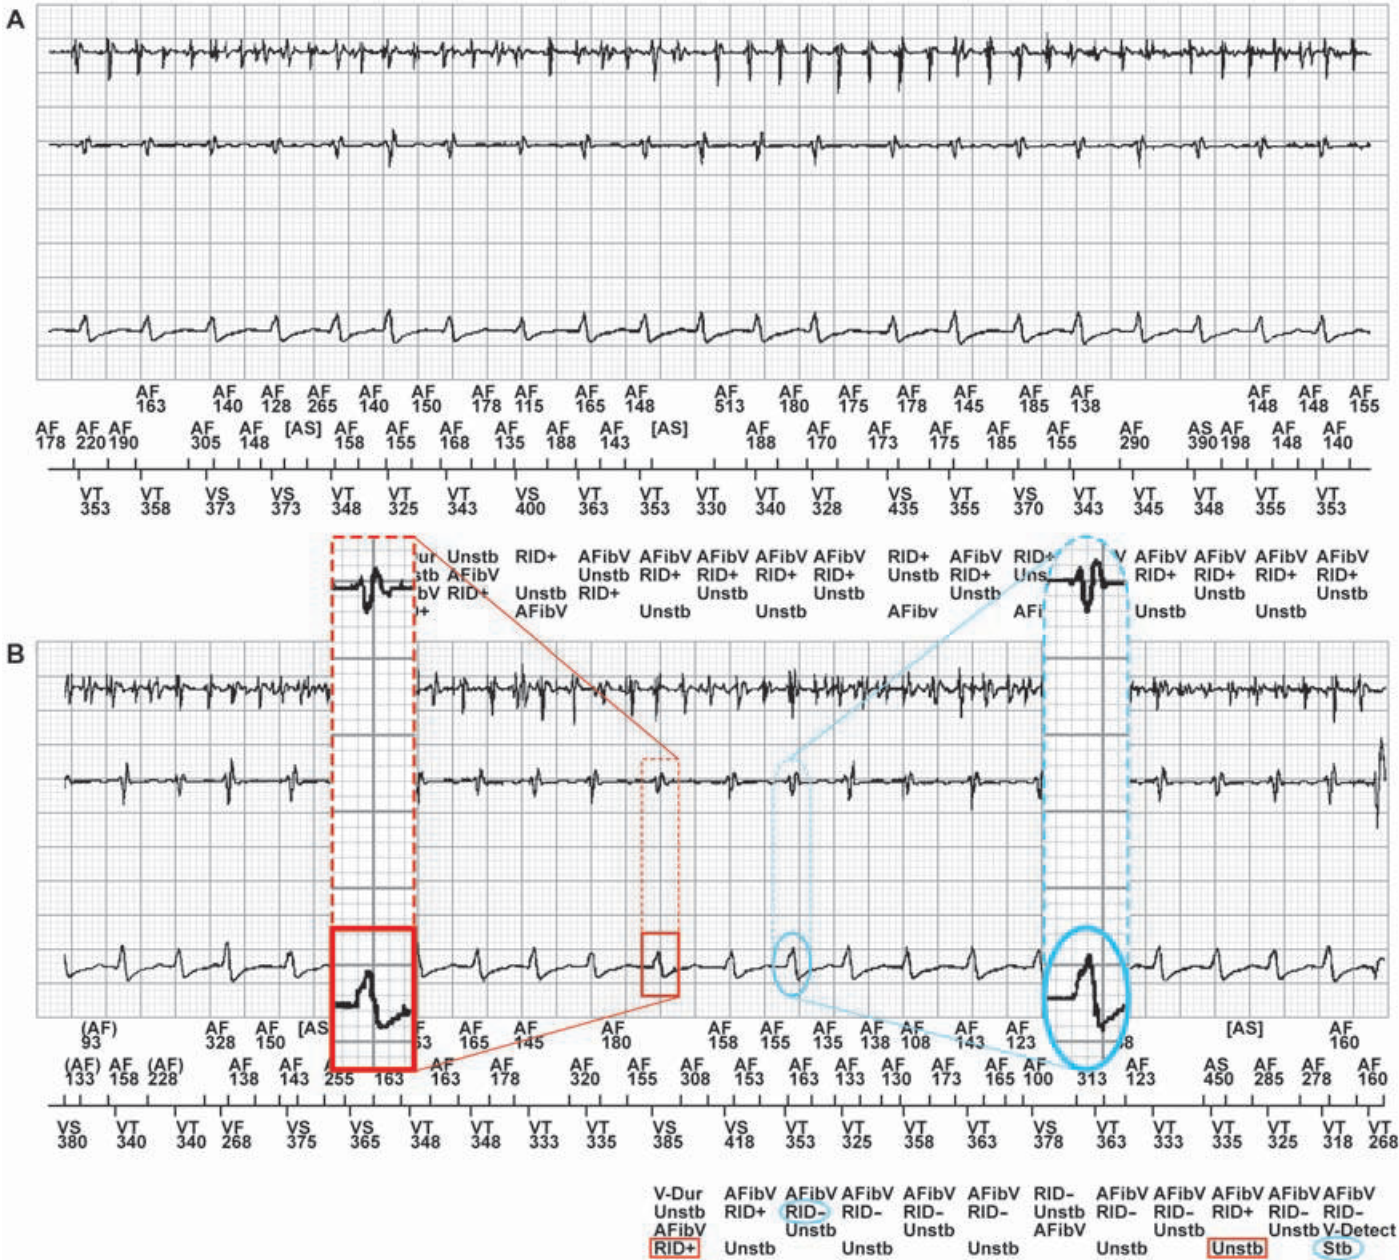 A
AF AF AF AF AF AF AF AF AF AF AF AF AF AF AF AF AF AF AF AF
163 140 128 265 140 150 178 115 165 148 513 180 175 178 145 185 138 148 148 155
AF AF AF AF AF [AS] AF AF AF AF AF AF [AS] AF AF AF AF AF AF AF AS AF AF AF
178 220 190 305 148 158 155 168 135 188 143 188 170 173 175 185 155 290 390 198 148 140
VT VT VS VS VT VT VT VS VT VT VT VT VT VS VT VS VT VT VT VT VT
353 358 373 373 348 325 343 400 363 353 330 340 328 435 355 370 343 345 348 355 353
Unstb RID+ AFibV AFibV AFibV AFibV AFibV RID+ AFibV RID+ AFibV AFibV AFibV AFibV
AFibV Unstb RID+ RID+ RID+ RID+ Unstb RID+ RID+ RID+ RID+ RID+
RID+ Unstb RID+ Unstb Unstb Unstb Unstb Unstb
AFibV Unstb Unstb AFibv Unstb Unstb
B
(AF) AF AF [AS AF AF AF AF AF AF AF AF AF AF [AS] AF
93 328 150 165 145 180 158 155 135 138 108 143 123 160
(AF) AF (AF) AF AF AF AF AF AF AF AF AF AF AF AF AF AF AF AS AF AF AF
133 158 228 138 143 255 163 163 178 320 155 308 153 163 133 130 173 165 100 313 123 450 285 278 160
VS VT VT VF VS VS VT VT VT VT VS VS VT VT VT VT VS VT VT VT VT VT VT
380 340 340 268 375 365 348 348 333 335 385 418 353 325 358 363 378 363 333 335 325 318 268
V-Dur AFibV AFibV AFibV AFibV AFibV RID– AFibV AFibV AFibV AFibV AFibV
Unstb RID+ RID– RID– RID– RID– Unstb RID– RID– RID+ RID– RID–
AFibV Unstb Unstb AFibV Unstb Unstb V-Detect
RID+ Unstb Unstb Unstb Unstb Unstb Stb